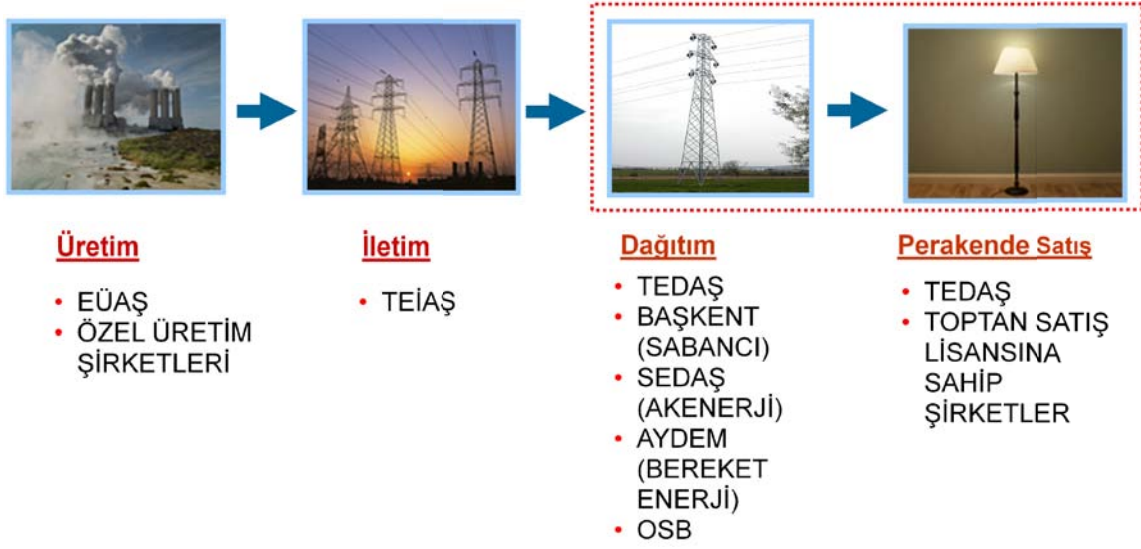 Üretim
• EÜAŞ
• ÖZEL ÜRETİM
ŞİRKETLERİ
İletim
• TEİAŞ
Dağıtım
• TEDAŞ
• BAŞKENT
(SABANCI)
• SEDAŞ
(AKENERJİ)
• AYDEM
(BEREKET
ENERJİ)
• OSB
Perakende Satış
• TEDAŞ
• TOPTAN SATIŞ
LİSANSINA
SAHİP
ŞİRKETLER